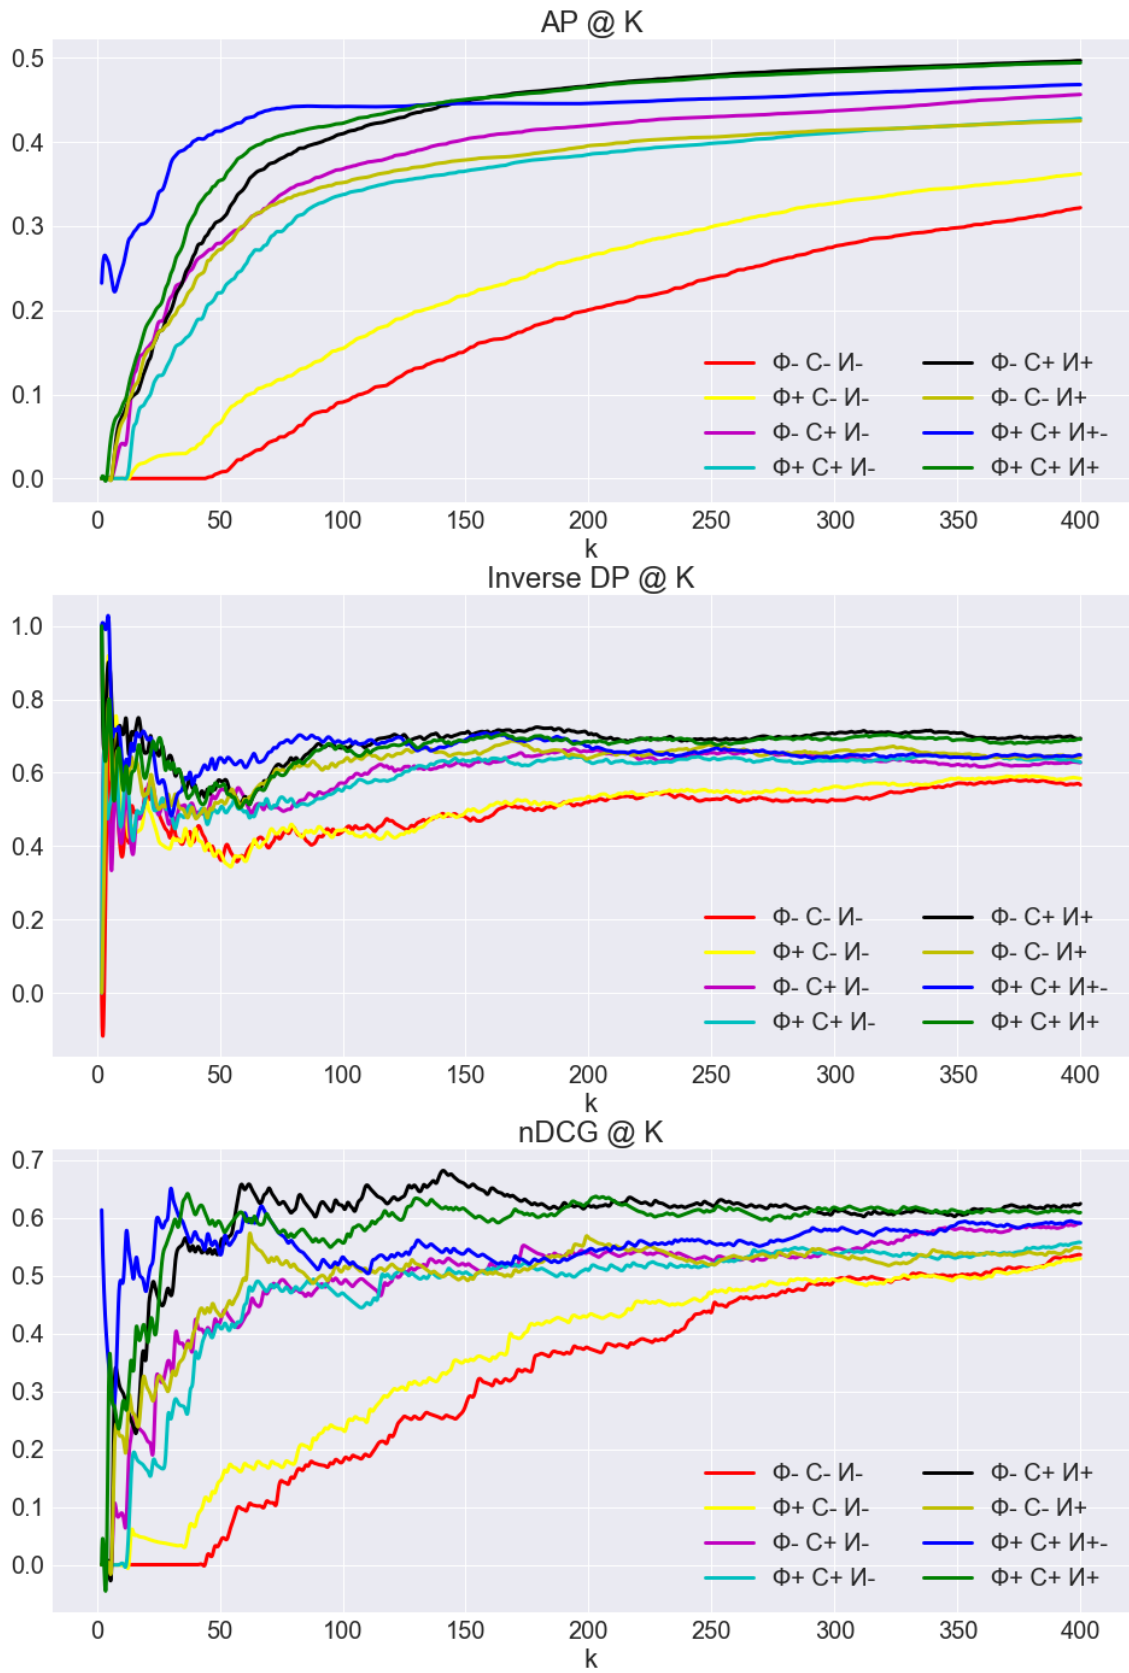 AP @ K
0.5
0.4
0.3
0.2
0.1
0.0
Ф- С- И-
Ф+ С- И-
Ф- С+ И-
Ф+ С+ И-
Ф- С+ И+
Ф- С- И+
Ф+ С+ И+-
Ф+ С+ И+
0 50 100 150 200 250 300 350 400
k
Inverse DP @ K
1.0
0.8
0.6
0.4
0.2
0.0
Ф- С- И-
Ф+ С- И-
Ф- С+ И-
Ф+ С+ И-
Ф- С+ И+
Ф- С- И+
Ф+ С+ И+-
Ф+ С+ И+
0 50 100 150 200 250 300 350 400
k
nDCG @ K
0.7
0.6
0.5
0.4
0.3
0.2
0.1
0.0
Ф- С- И-
Ф+ С- И-
Ф- С+ И-
Ф+ С+ И-
Ф- С+ И+
Ф- С- И+
Ф+ С+ И+-
Ф+ С+ И+
0 50 100 150 200 250 300 350 400
k